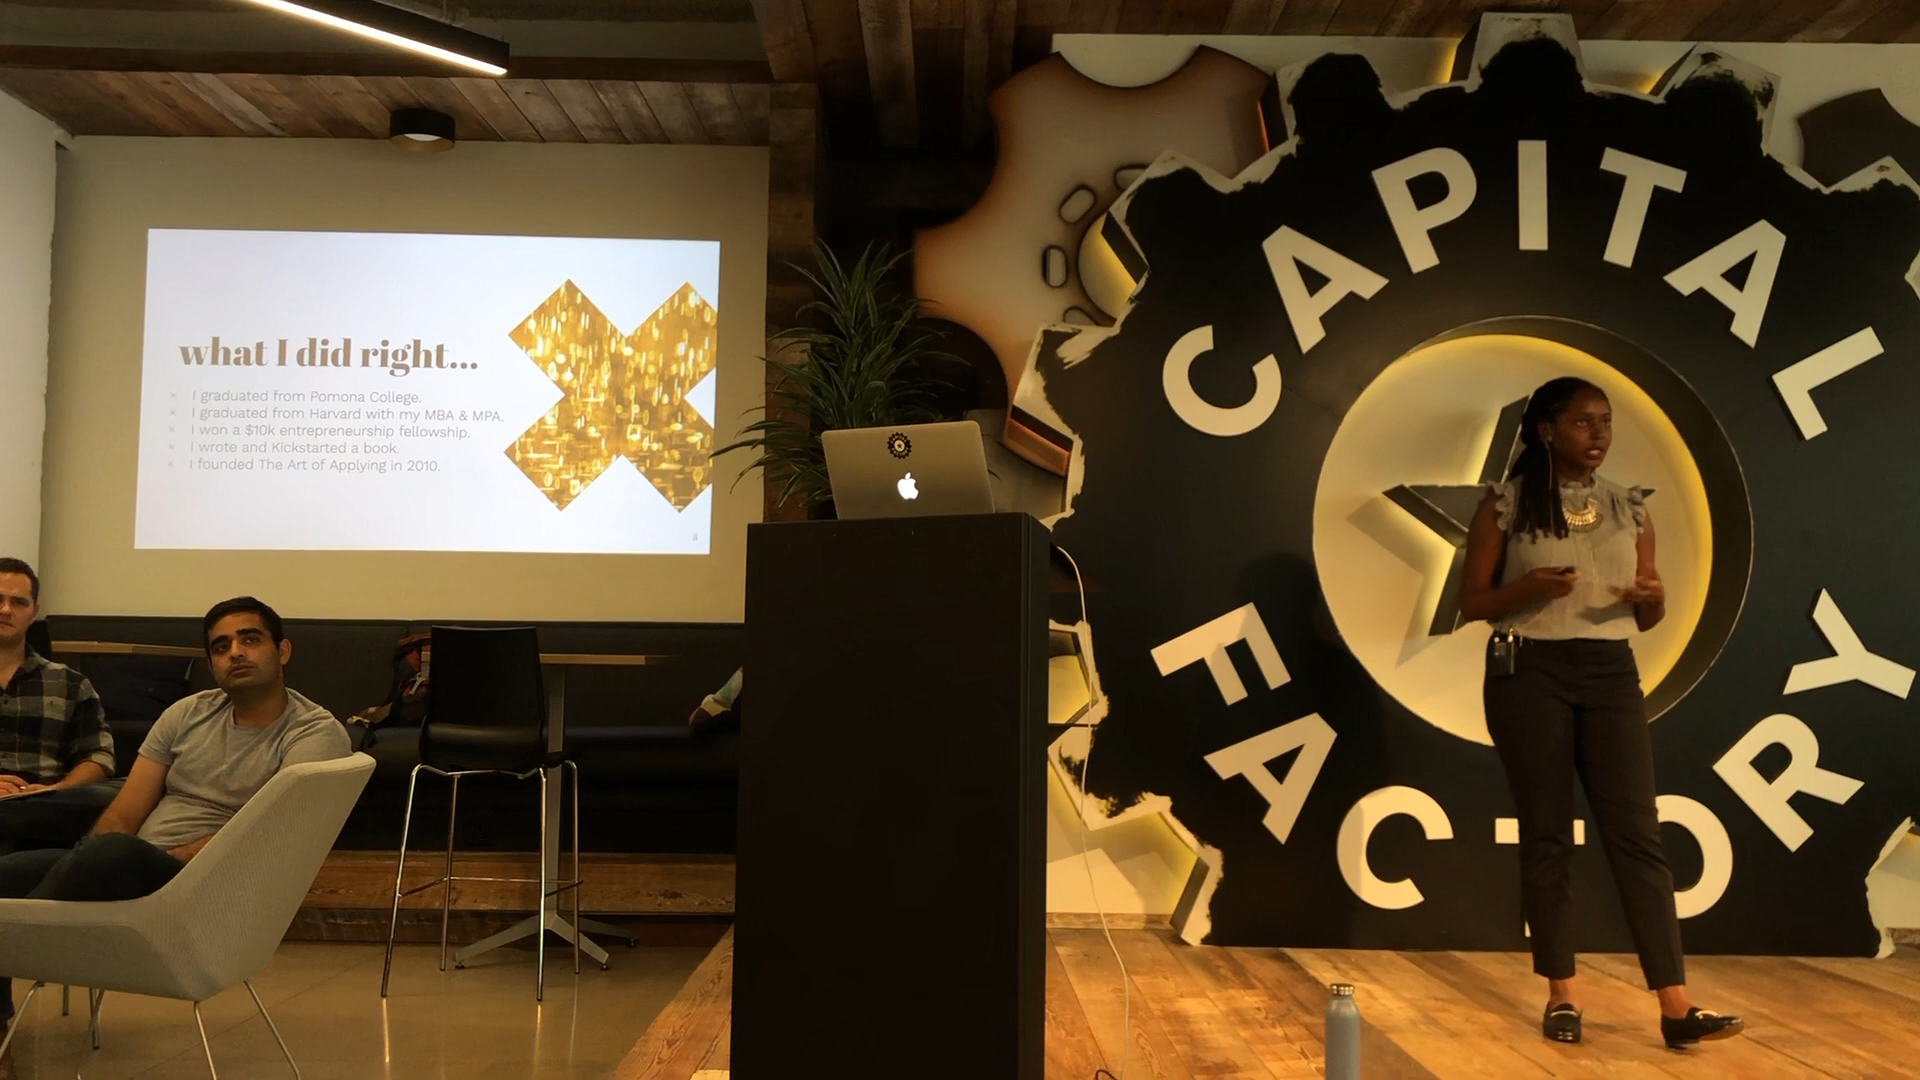 what I did right...
I graduated from Pomona College.
I graduated from Harvard with my MBA & MPA.
I won a $10k entrepreneurship fellowship.
I wrote and Kickstarted a book.
I founded The Art of Applying in 2010.
CAPITAL
FACTORY